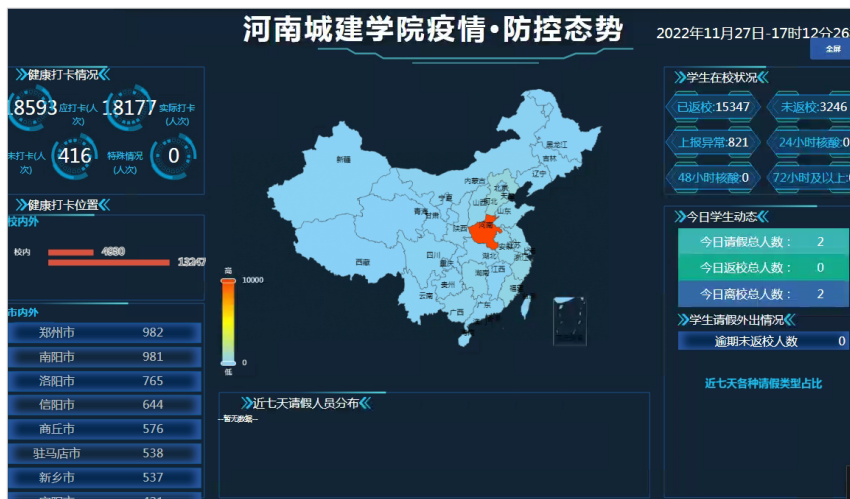 河南城建学院疫情·防控态势
2022年11月27日-17时12分26
全屏
健康打卡情况
18593 应打卡(人次)
18177 实际打卡(人次)
未打卡(人次) 416
特殊情况(人次) 0
健康打卡位置
校内外
校内 4930
13247
市内外
郑州市 982
南阳市 981
洛阳市 765
信阳市 644
商丘市 576
驻马店市 538
新乡市 537
高
10000
0
低
黑龙江
吉林
辽宁
新疆
内蒙古
北京
宁夏
山西
河北
山东
青海
甘肃
陕西
河南
西藏
四川
重庆
湖北
安徽
江苏
浙江
湖南
江西
贵州
福建
云南
广西
广东
近七天请假人员分布
--暂无数据--
学生在校状况
已返校:15347
未返校:3246
上报异常:821
24小时核酸:0
48小时核酸:0
72小时及以上:
今日学生动态
今日请假总人数： 2
今日返校总人数： 0
今日离校总人数： 2
学生请假外出情况
逾期未返校人数 0
近七天各种请假类型占比